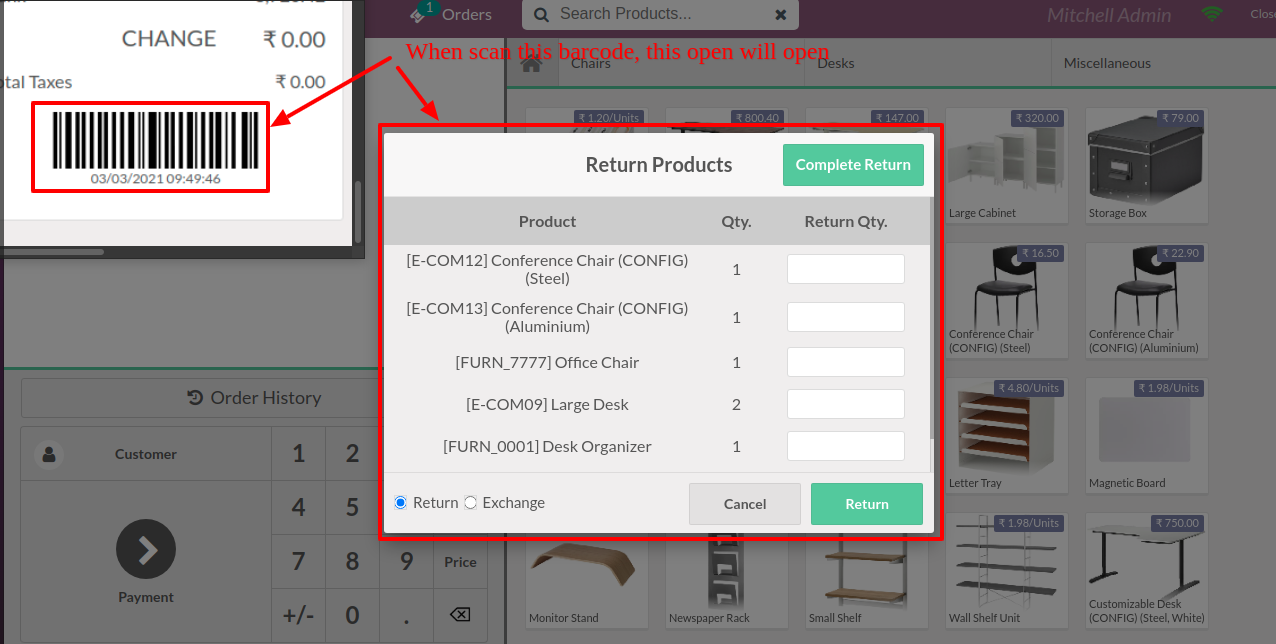 1
Orders
Search Products...
Mitchell Admin
CHANGE ₹ 0.00
When scan this barcode, this open will open
Chairs
Desks
Miscellaneous
Taxes ₹ 0.00
03/03/2021 09:49:46
₹ 1.20/Units
₹ 800.40
₹ 147.00
₹ 320.00
₹ 79.00
Large Cabinet
Storage Box
Return Products
Complete Return
Product Qty. Return Qty.
[E-COM12] Conference Chair (CONFIG)
(Steel)
1
[E-COM13] Conference Chair (CONFIG)
(Aluminium)
1
[FURN_7777] Office Chair 1
[E-COM09] Large Desk 2
[FURN_0001] Desk Organizer 1
Return Exchange
Cancel
Return
₹ 16.50
₹ 22.90
Conference Chair
(CONFIG) (Steel)
Conference Chair
(CONFIG) (Aluminium)
₹ 4.80/Units
₹ 1.98/Units
Letter Tray
Magnetic Board
₹ 1.98/Units
₹ 750.00
Monitor Stand
Newspaper Rack
Small Shelf
Wall Shelf Unit
Customizable Desk
(CONFIG) (Steel, White)
Order History
Customer
1 2
4 5
7 8 9 Price
+/- 0 .
Payment